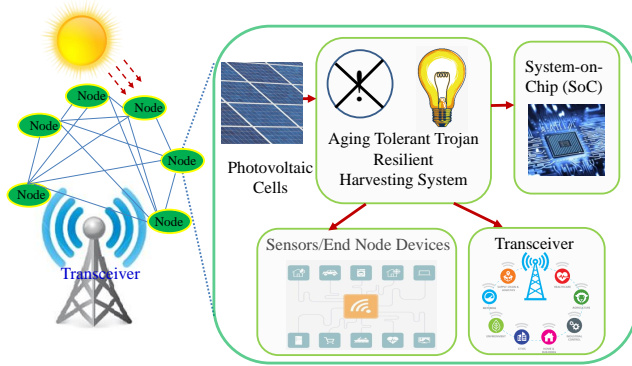 Node
Node
Node
Node
Node
Node
Transceiver
Photovoltaic
Cells
Aging Tolerant Trojan
Resilient
Harvesting System
System-on-
Chip (SoC)
Sensors/End Node Devices
Transceiver